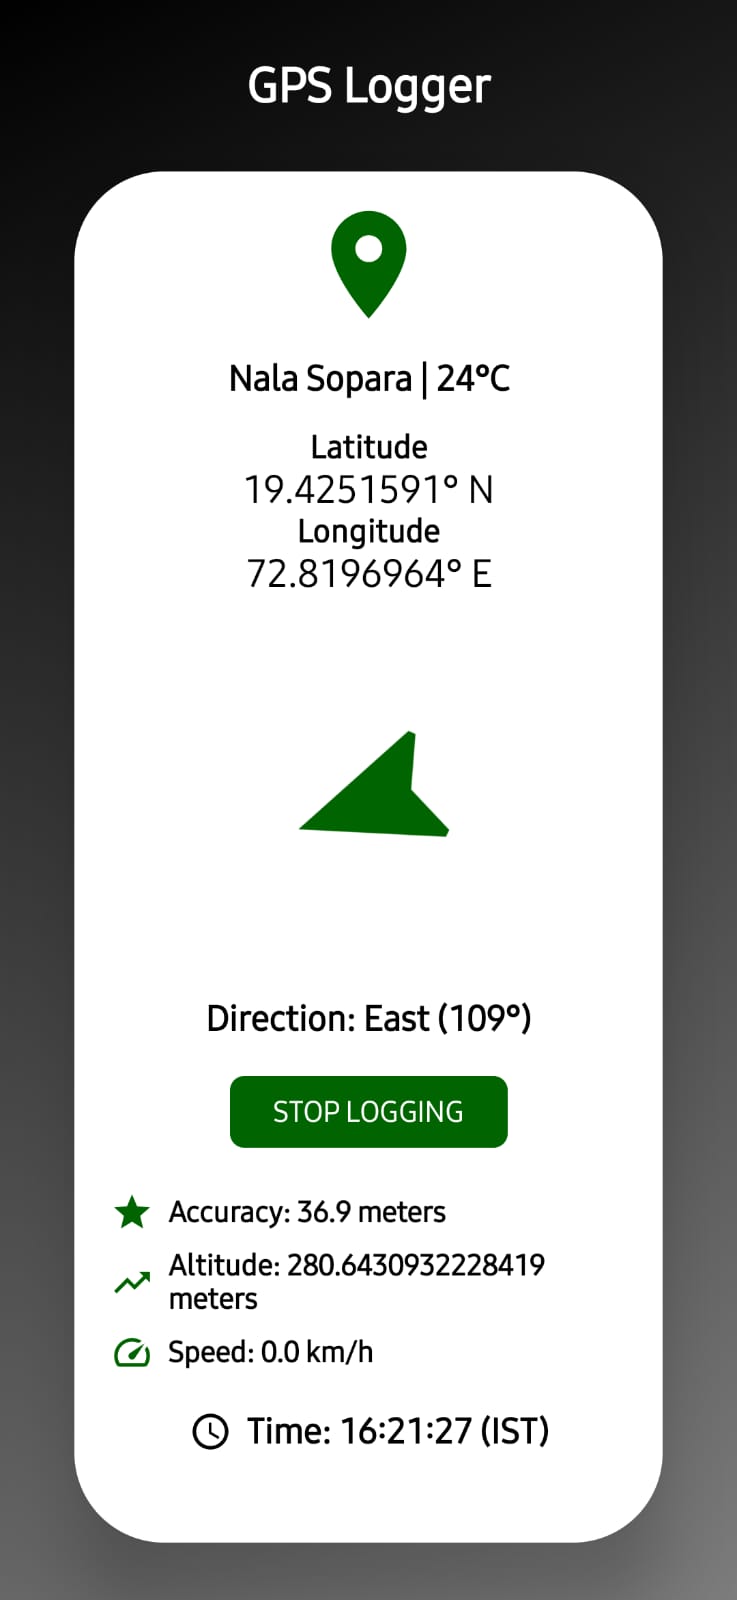 GPS Logger
Nala Sopara | 24°C
Latitude
19.4251591° N
Longitude
72.8196964° E
Direction: East (109°)
STOP LOGGING
Accuracy: 36.9 meters
Altitude: 280.6430932228419
meters
Speed: 0.0 km/h
Time: 16:21:27 (IST)